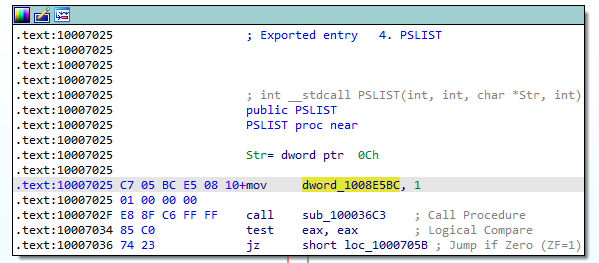 .text:10007025 ; Exported entry 4. PSLIST
.text:10007025
.text:10007025
.text:10007025
.text:10007025 ; int __stdcall PSLIST(int, int, char *Str, int)
.text:10007025 public PSLIST
.text:10007025 PSLIST proc near
.text:10007025
.text:10007025 Str= dword ptr 0Ch
.text:10007025
.text:10007025 C7 05 BC E5 08 10+mov dword_1008E5BC, 1
.text:10007025 01 00 00 00
.text:1000702F E8 8F C6 FF FF call sub_100036C3 ; Call Procedure
.text:10007034 85 C0 test eax, eax ; Logical Compare
.text:10007036 74 23 jz short loc_1000705B ; Jump if Zero (ZF=1)